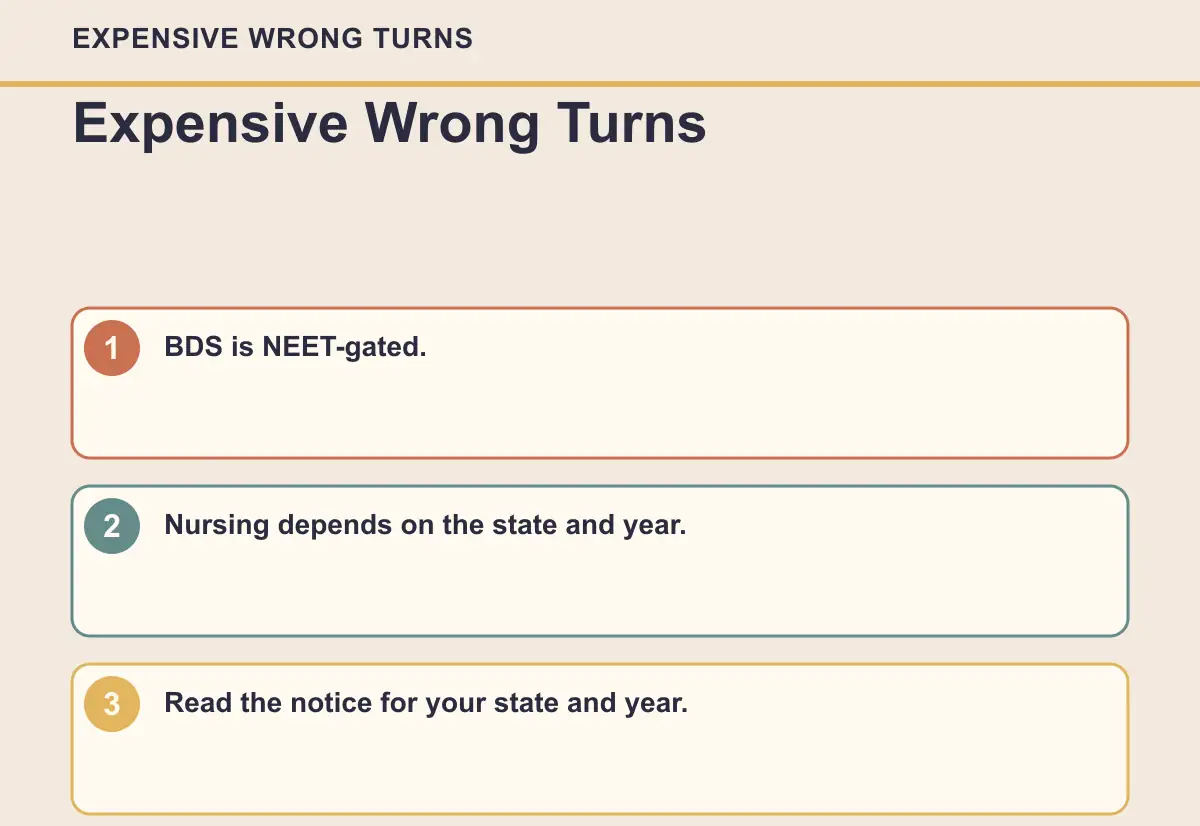 EXPENSIVE WRONG TURNS
Expensive Wrong Turns
1
BDS is NEET-gated.
2
Nursing depends on the state and year.
3
Read the notice for your state and year.